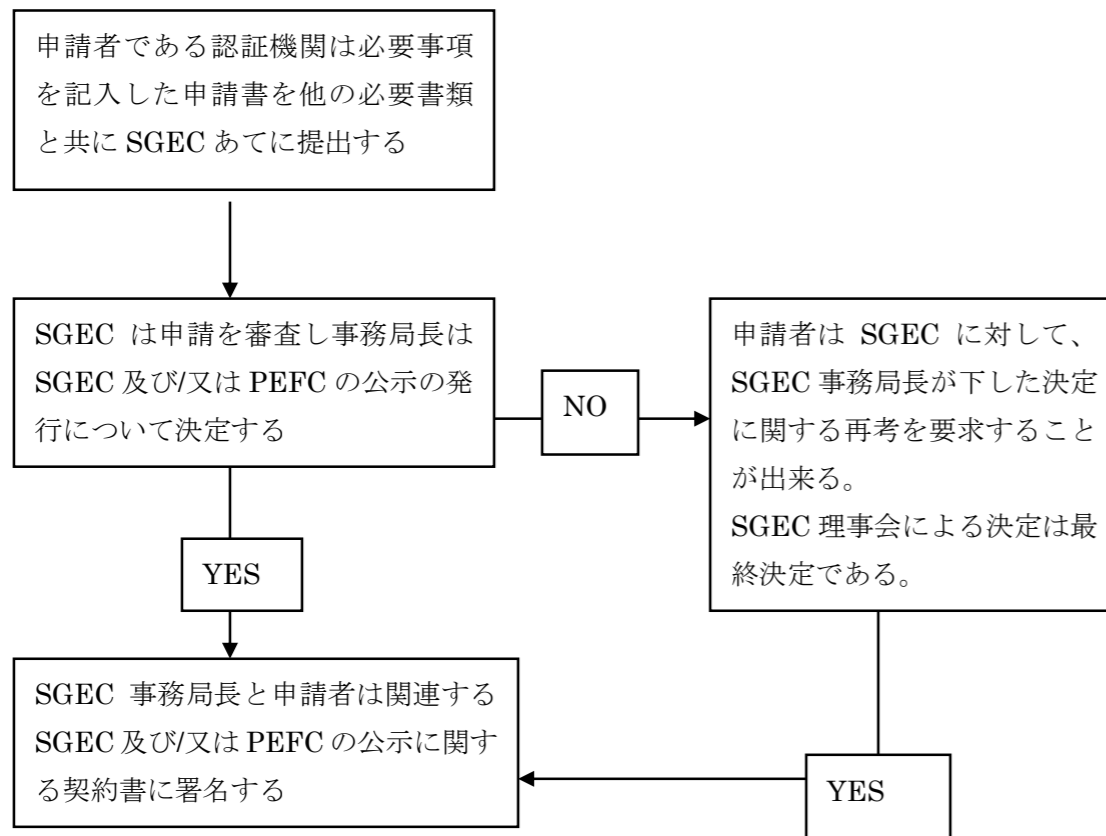 申請者である認証機関は必要事項
を記入した申請書を他の必要書類
と共に SGEC あてに提出する
SGEC は申請を審査し事務局長は
SGEC 及び/又は PEFC の公示の発
行について決定する
NO
申請者は SGEC に対して、
SGEC 事務局長が下した決定
に関する再考を要求すること
が出来る。
SGEC 理事会による決定は最
終決定である。
YES
SGEC 事務局長と申請者は関連する
SGEC 及び/又は PEFC の公示に関す
る契約書に署名する
YES